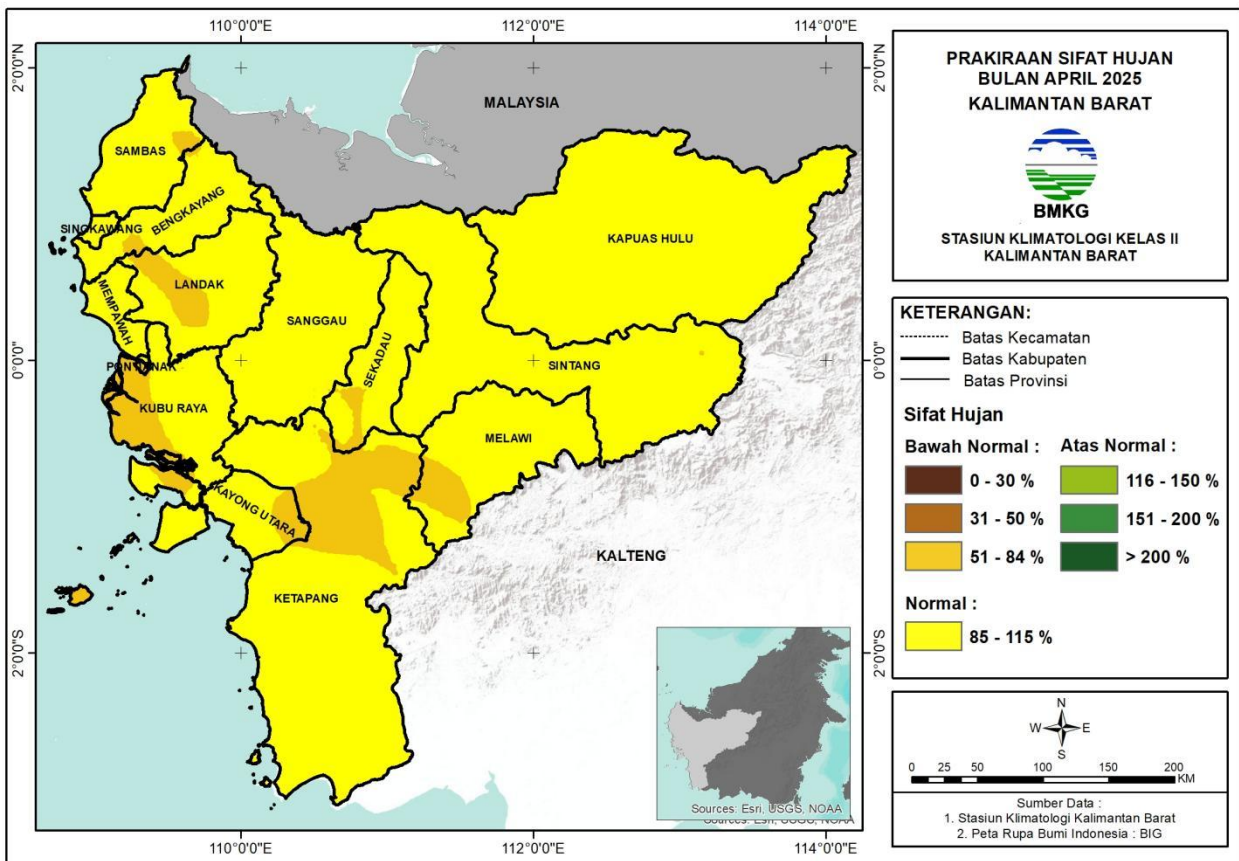 110°0'0"E
112°0'0"E
114°0'0"E
2°0'0"N
2°0'0"N
0°0'0"
0°0'0"
2°0'0"S
2°0'0"S
MALAYSIA
SAMBAS
BENGKAYANG
SINGKAWANG
KAPUAS HULU
LANDAK
MEMPAWAH
SANGGAU
SEKADAU
SINTANG
PONTIANAK
KUBU RAYA
MELAWI
KAYONG UTARA
KALTENG
KETAPANG
Sources: Esri, USGS, NOAA
Sources: Esri, USGS, NOAA
110°0'0"E
112°0'0"E
114°0'0"E
PRAKIRAAN SIFAT HUJAN
BULAN APRIL 2025
KALIMANTAN BARAT
BMKG
STASIUN KLIMATOLOGI KELAS II
KALIMANTAN BARAT
KETERANGAN:
Batas Kecamatan
Batas Kabupaten
Batas Provinsi
Sifat Hujan
Bawah Normal : Atas Normal :
0 - 30 % 116 - 150 %
31 - 50 % 151 - 200 %
51 - 84 % > 200 %
Normal :
85 - 115 %
N
W E
S
0 25 50 100 150 200
KM
Sumber Data :
1. Stasiun Klimatologi Kalimantan Barat
2. Peta Rupa Bumi Indonesia : BIG